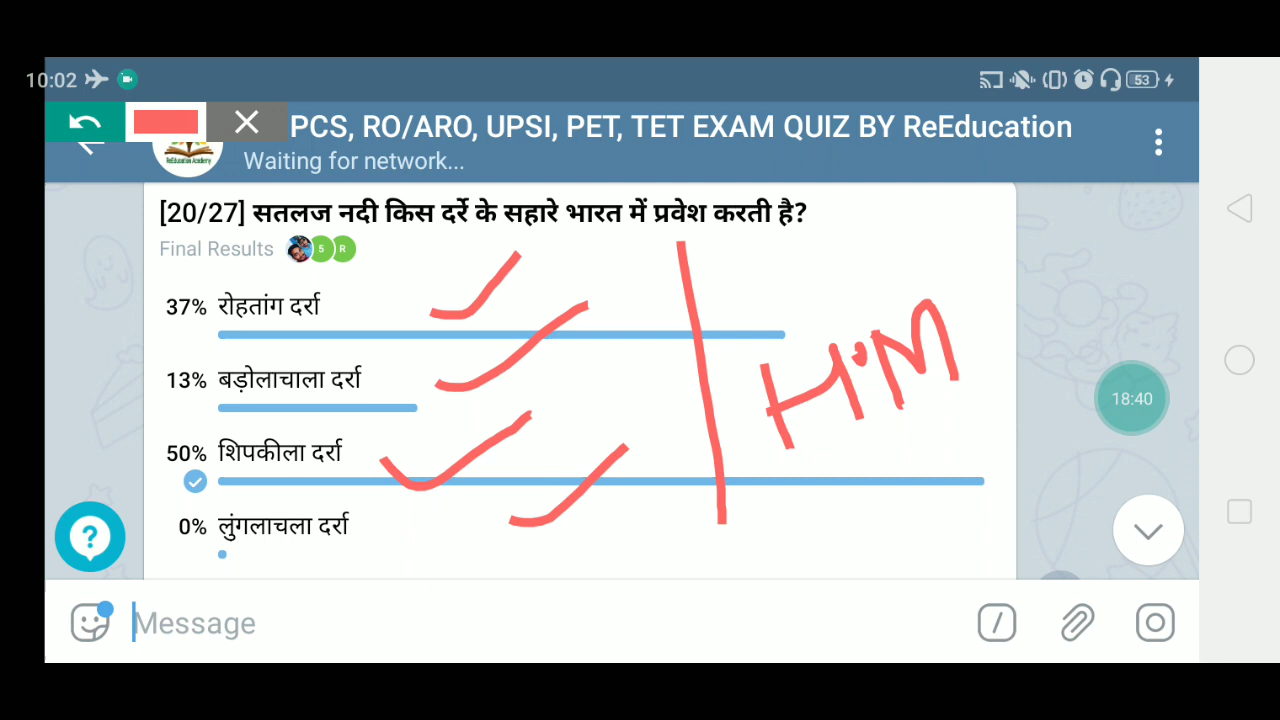 10:02
53
PCS, RO/ARO, UPSI, PET, TET EXAM QUIZ BY ReEducation
ReEducation Academy
Waiting for network...
[20/27] सतलज नदी किस दर्रे के सहारे भारत में प्रवेश करती है?
Final Results
5 R
37% रोहतांग दर्रा
13% बड़ोलाचाला दर्रा
H.M
18:40
50% शिपकीला दर्रा
0% लुंगलाचला दर्रा
?
Message